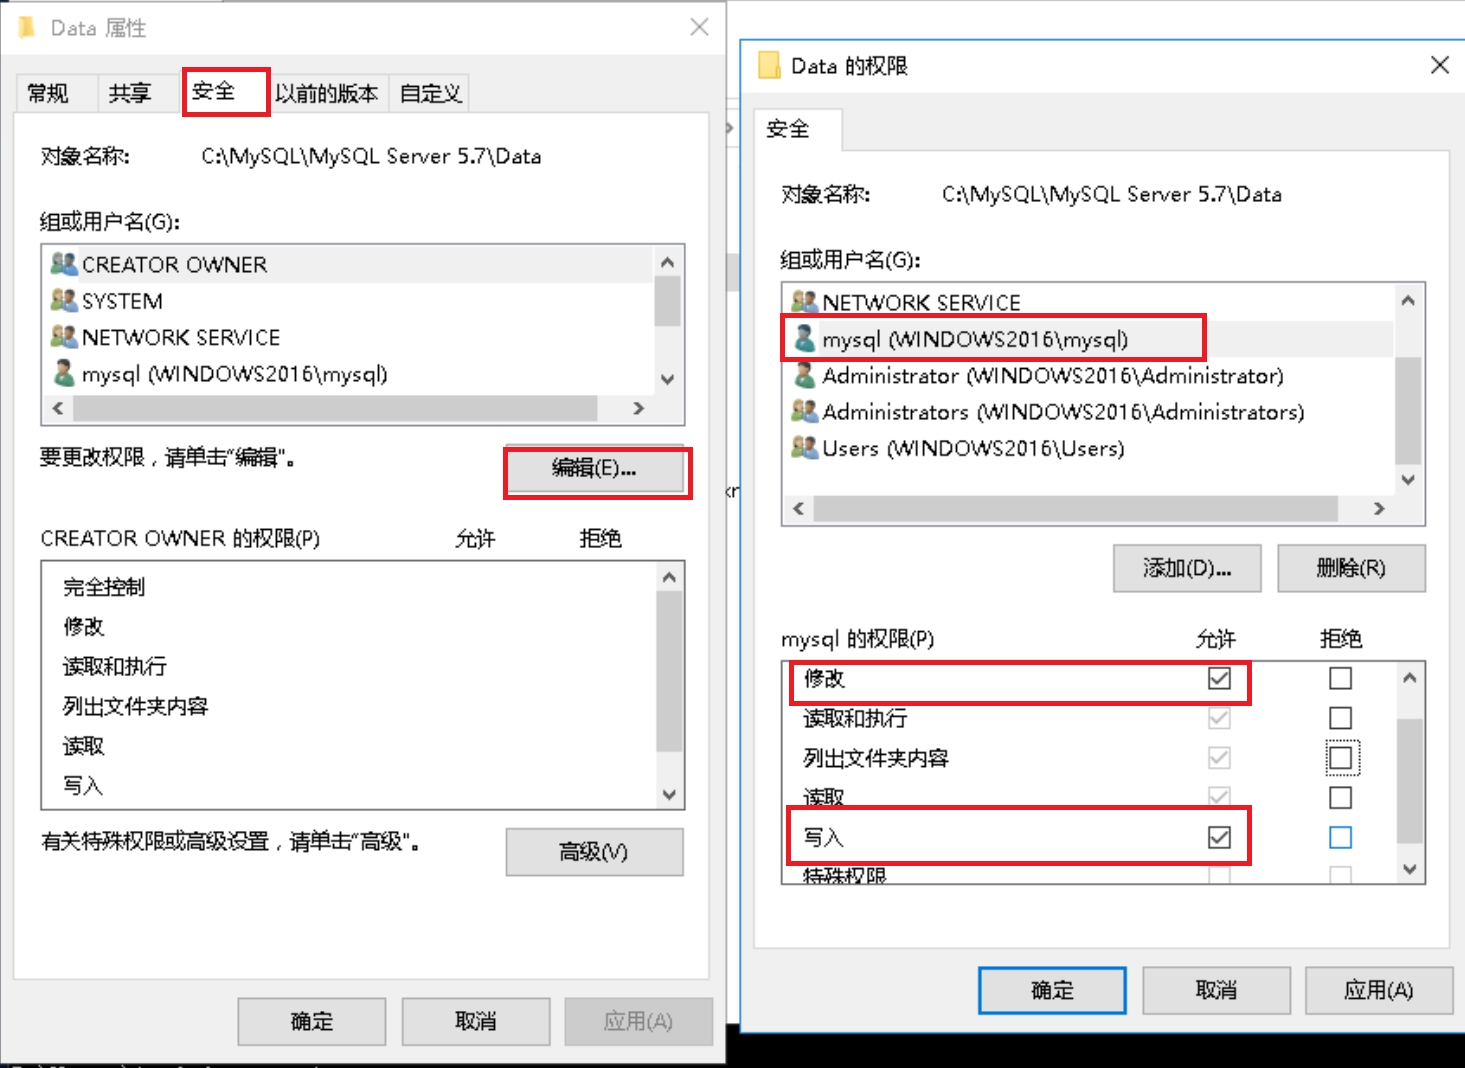 Data 属性
常规
共享
安全
以前的版本
自定义
对象名称:
C:\MySQL\MySQL Server 5.7\Data
组或用户名(G):
CREATOR OWNER
SYSTEM
NETWORK SERVICE
mysql (WINDOWS2016\mysql)
要更改权限，请单击"编辑"。
编辑(E)...
CREATOR OWNER 的权限(P)
允许
拒绝
完全控制
修改
读取和执行
列出文件夹内容
读取
写入
有关特殊权限或高级设置，请单击"高级"。
高级(V)
确定
取消
应用(A)
Data 的权限
安全
对象名称:
C:\MySQL\MySQL Server 5.7\Data
组或用户名(G):
NETWORK SERVICE
mysql (WINDOWS2016\mysql)
Administrator (WINDOWS2016\Administrator)
Administrators (WINDOWS2016\Administrators)
Users (WINDOWS2016\Users)
添加(D)...
删除(R)
mysql 的权限(P)
允许
拒绝
修改
读取和执行
列出文件夹内容
读取
写入
特殊权限
确定
取消
应用(A)